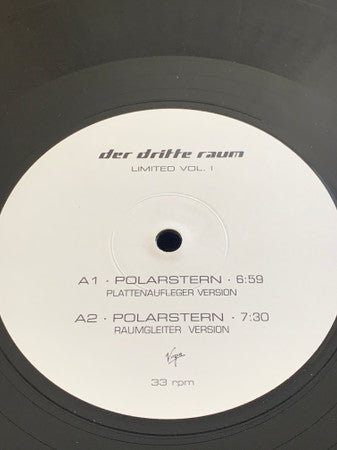 der dritte raum
LIMITED VOL. I
A1 · POLARSTERN · 6:59
PLATTENAUFLEGER VERSION
A2 · POLARSTERN · 7:30
RAUMGLEITER VERSION
Virgin
33 rpm